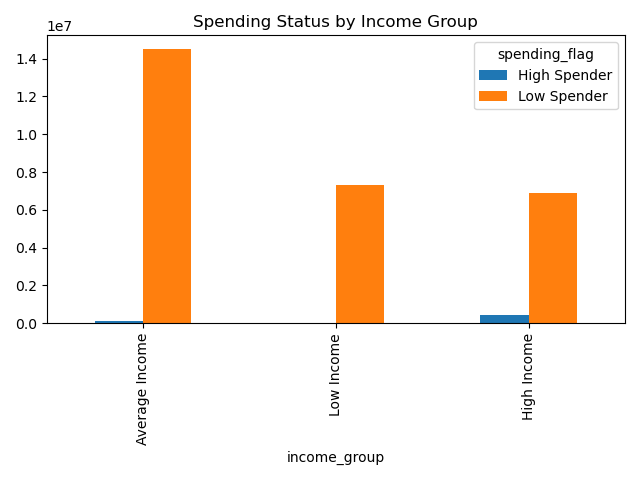 Spending Status by Income Group
1e7
spending_flag
High Spender
Low Spender
1.4
1.2
1.0
0.8
0.6
0.4
0.2
0.0
Average Income
Low Income
High Income
income_group